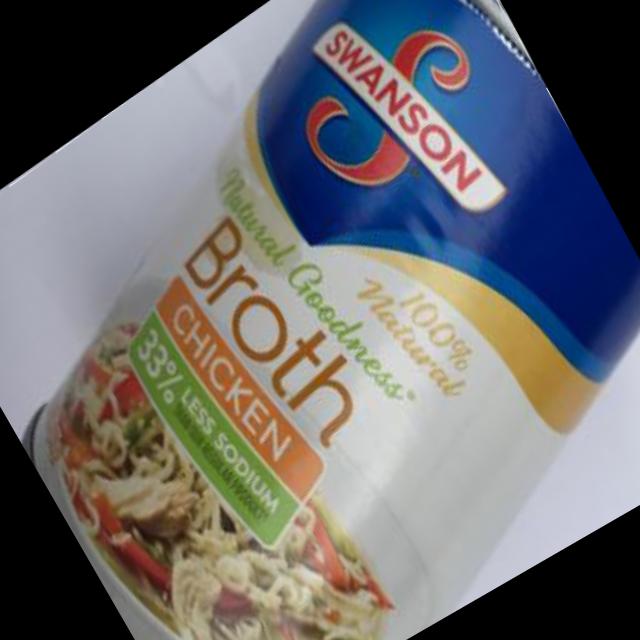 SWANSON
Natural Goodness
Broth
100%
Natural
CHICKEN
33% LESS SODIUM